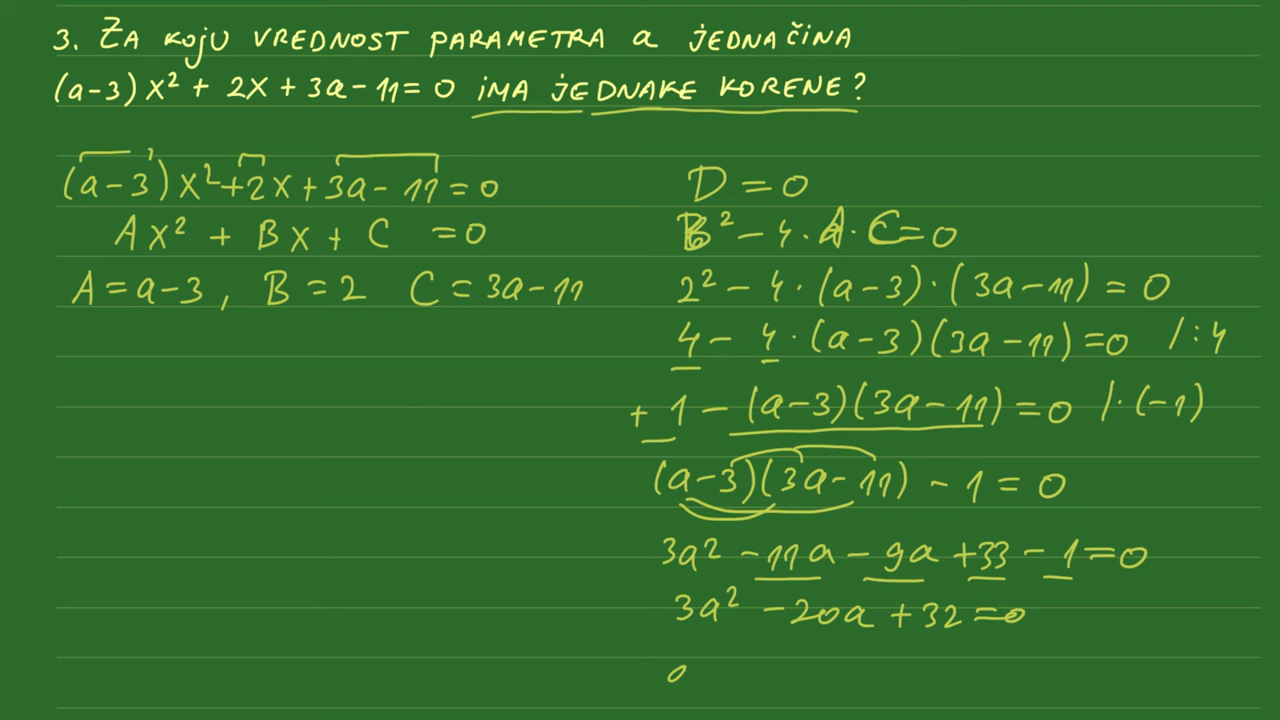 3. ZA KOJU VREDNOST PARAMETRA a JEDNAČINA
(a-3)x² + 2x + 3a - 11 = 0 IMA JEDNAKE KORENE?
(a-3)x² + 2x + 3a - 11 = 0
Ax² + Bx + C = 0
A = a-3, B = 2 C = 3a-11
D = 0
B² - 4·A·C = 0
2² - 4·(a-3)·(3a-11) = 0
4 - 4·(a-3)(3a-11) = 0 /:4
+ 1 - (a-3)(3a-11) = 0 /·(-1)
(a-3)(3a-11) - 1 = 0
3a² - 11a - 9a + 33 - 1 = 0
3a² - 20a + 32 = 0